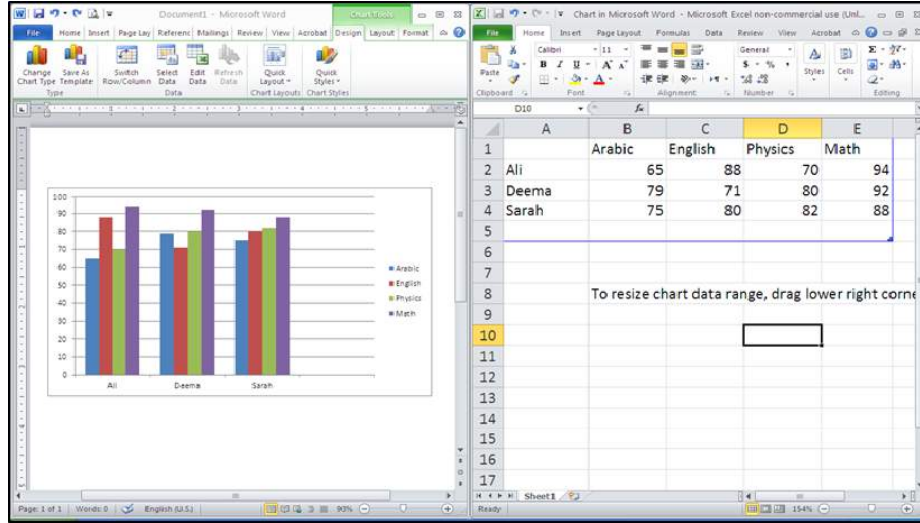 Document1 - Microsoft Word
Chart Tools
File Home Insert Page Lay Referenc Mailings Review View Acrobat Design Layout Format
Change Chart Type
Save As Template
Switch Row/Column
Select Data
Edit Data
Refresh Data
Quick Layout
Quick Styles
Type
Data
Chart Layouts
Chart Styles
100
90
80
70
60
50
40
30
20
10
0
Ali Deema Sarah
Arabic
English
Physics
Math
Page: 1 of 1 Words: 0 English (U.S.) 93%
Chart in Microsoft Word - Microsoft Excel non-commercial use (Unl...
File Home Insert Page Layout Formulas Data Review View Acrobat
Paste
Calibri 11
B I U
General
Styles
Cells
Clipboard Font Alignment Number Editing
D10 fx
A B C D E
1 Arabic English Physics Math
2 Ali 65 88 70 94
3 Deema 79 71 80 92
4 Sarah 75 80 82 88
5
6
7
8 To resize chart data range, drag lower right corne
9
10
11
12
13
14
15
16
17
Sheet1
Ready 154%